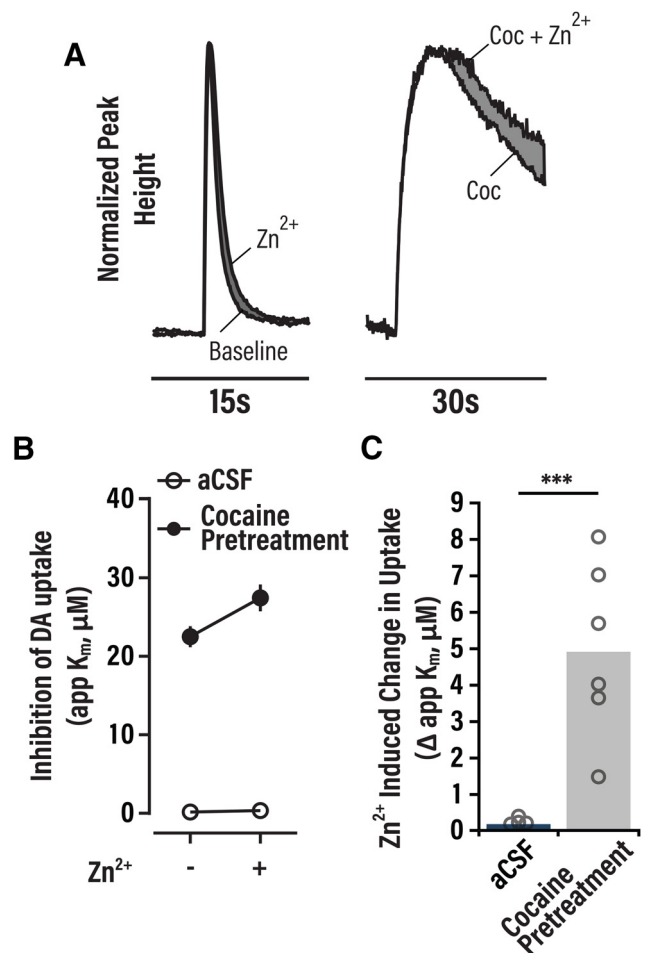 A
Normalized Peak
Height
Zn2+
Baseline
15s
Coc + Zn2+
Coc
30s
B
aCSF
Cocaine
Pretreatment
Inhibition of DA uptake
(app Km, μM)
40
30
20
10
0
Zn2+
- +
C
***
Zn2+ Induced Change in Uptake
(Δ app Km, μM)
9
8
7
6
5
4
3
2
1
0
aCSF
Cocaine
Pretreatment